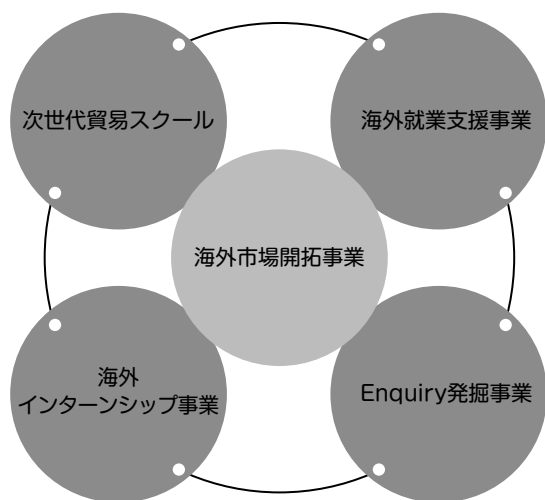 次世代貿易スクール
海外就業支援事業
海外市場開拓事業
海外
インターンシップ事業
Enquiry発掘事業